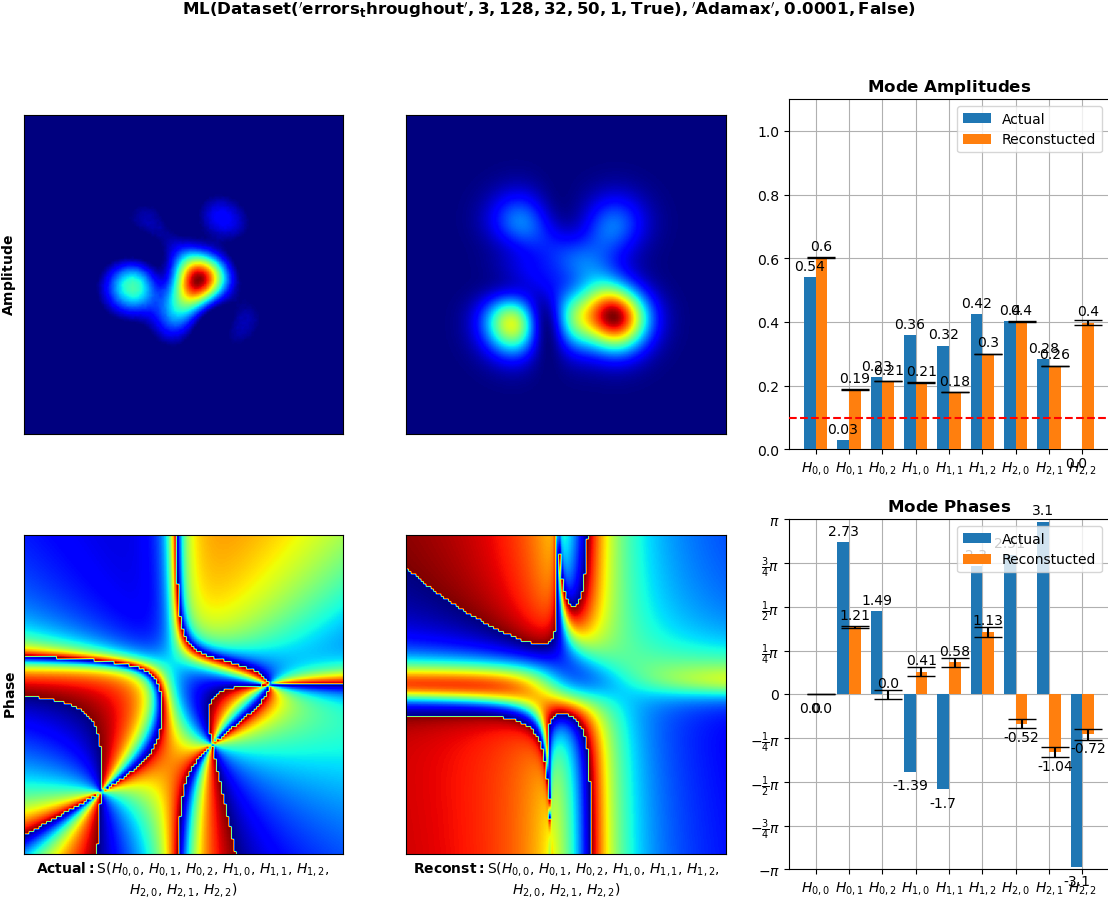 ML(Dataset('errors_throughout', 3, 128, 32, 50, 1, True), 'Adamax', 0.0001, False)
Amplitude
Mode Amplitudes
Actual
Reconstucted
1.0
0.8
0.6
0.4
0.2
0.0
0.54
0.6
0.03
0.19
0.23
0.21
0.36
0.21
0.32
0.18
0.42
0.3
0.4
0.4
0.28
0.26
0.0
0.4
H0,0 H0,1 H0,2 H1,0 H1,1 H1,2 H2,0 H2,1 H2,2
Phase
Mode Phases
Actual
Reconstucted
π
3/4π
1/2π
1/4π
0
−1/4π
−1/2π
−3/4π
−π
0.0
0.0
2.73
1.21
1.49
0.0
-1.39
0.41
-1.7
0.58
1.13
-0.52
3.1
-1.04
-3.1
-0.72
H0,0 H0,1 H0,2 H1,0 H1,1 H1,2 H2,0 H2,1 H2,2
Actual: S(H0,0, H0,1, H0,2, H1,0, H1,1, H1,2,
H2,0, H2,1, H2,2)
Reconst: S(H0,0, H0,1, H0,2, H1,0, H1,1, H1,2,
H2,0, H2,1, H2,2)